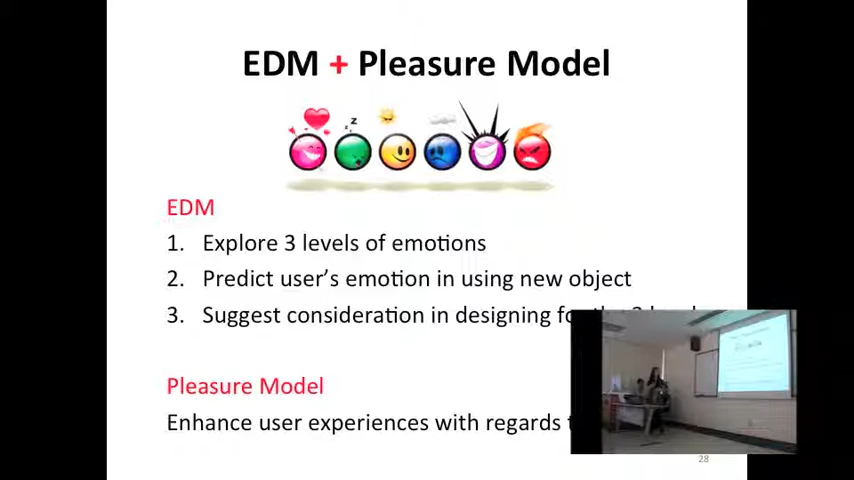 EDM + Pleasure Model
z
z
EDM
1. Explore 3 levels of emotions
2. Predict user's emotion in using new object
3. Suggest consideration in designing for the 3
Pleasure Model
Enhance user experiences with regards
28